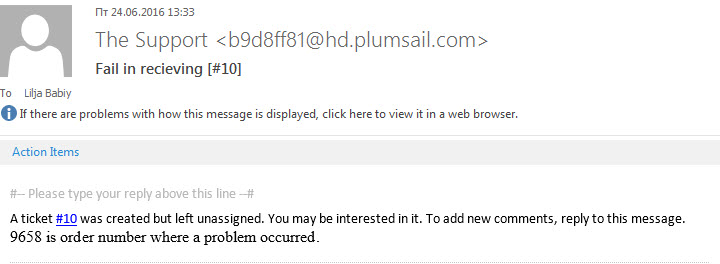 Пт 24.06.2016 13:33
The Support <b9d8ff81@hd.plumsail.com>
Fail in recieving [#10]
To Lilja Babiy
If there are problems with how this message is displayed, click here to view it in a web browser.
Action Items
#-- Please type your reply above this line --#
A ticket #10 was created but left unassigned. You may be interested in it. To add new comments, reply to this message.
9658 is order number where a problem occurred.